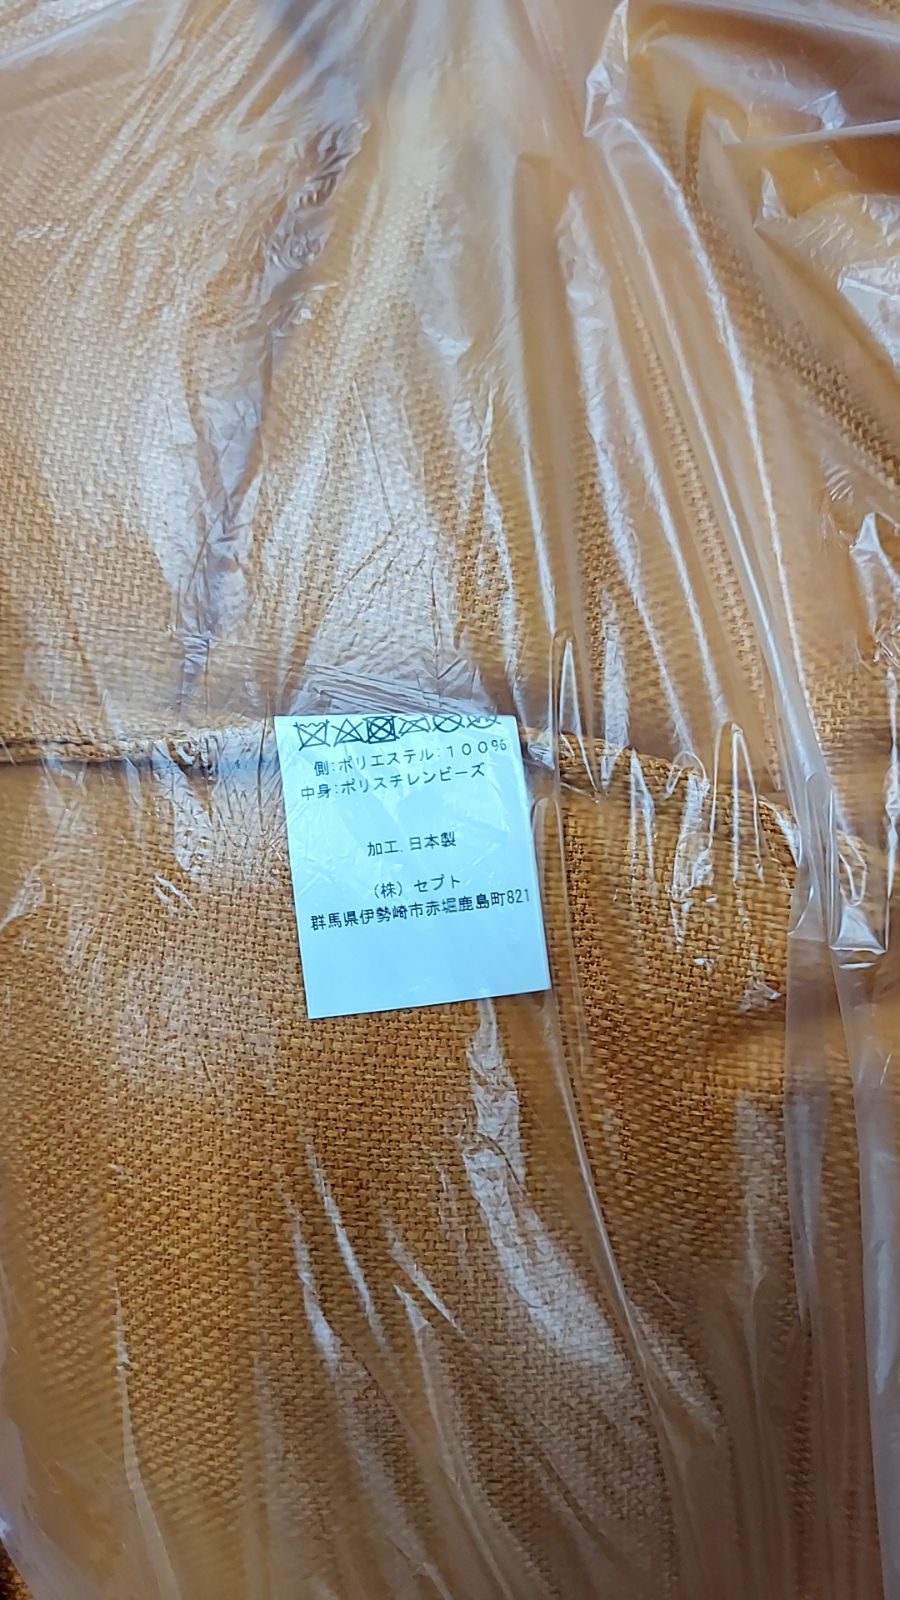 側:ポリエステル:100%
中身:ポリスチレンビーズ
加工.日本製
(株)セプト
群馬県伊勢崎市赤堀鹿島町821